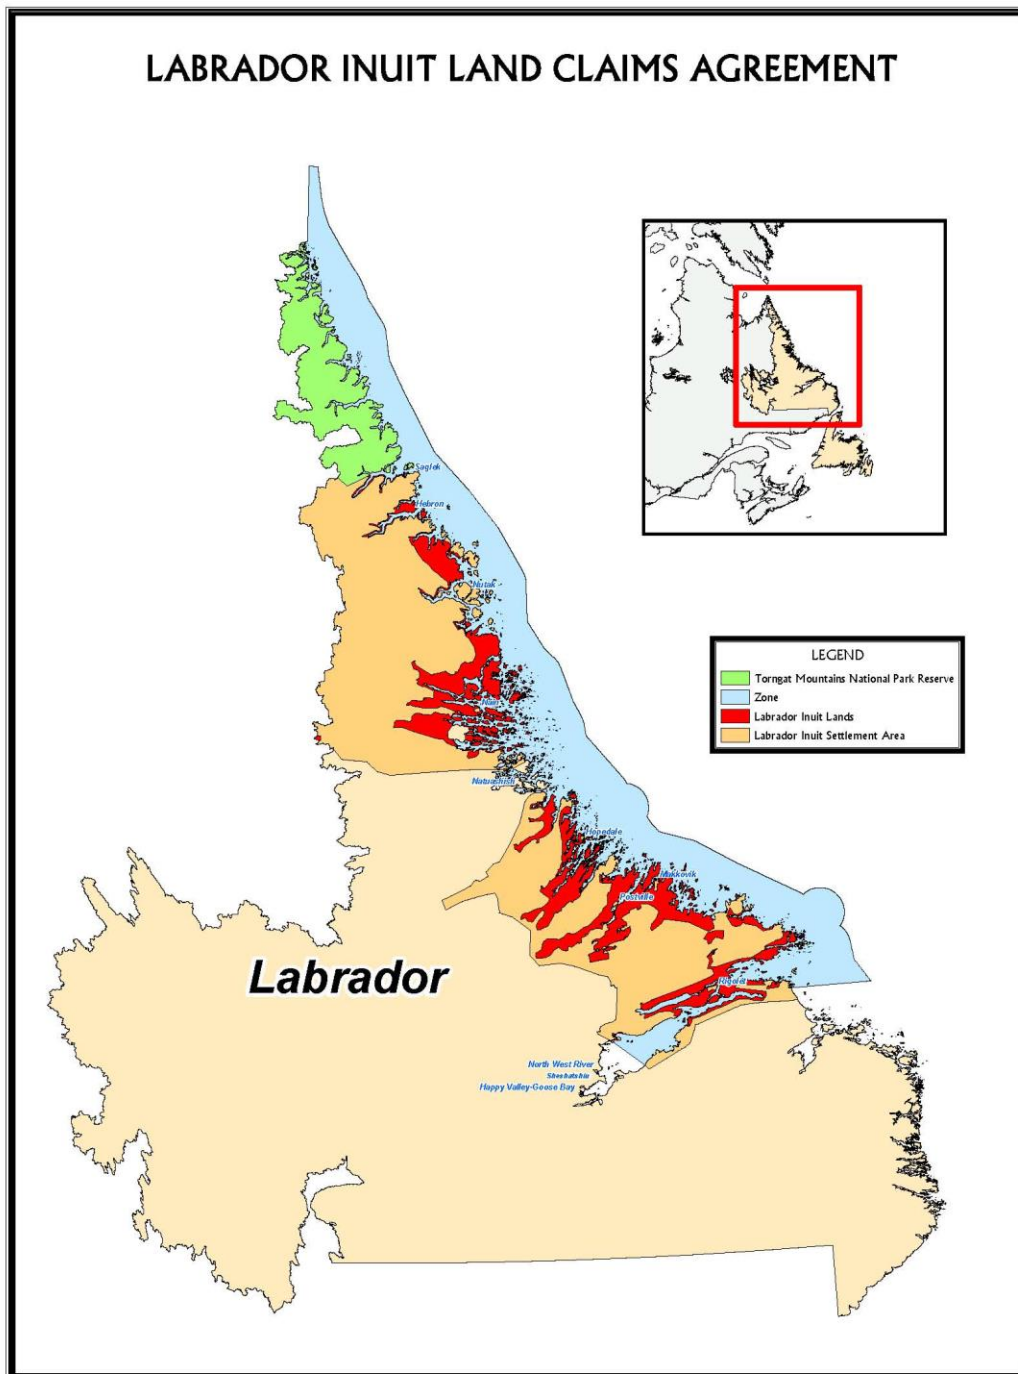 LABRADOR INUIT LAND CLAIMS AGREEMENT
Saglek
Hebron
Nutak
LEGEND
Torngat Mountains National Park Reserve
Zone
Labrador Inuit Lands
Labrador Inuit Settlement Area
Nain
Natuashish
Hopedale
Makkovik
Postville
Labrador
Rigolet
North West River
Sheshatshiu
Happy Valley-Goose Bay